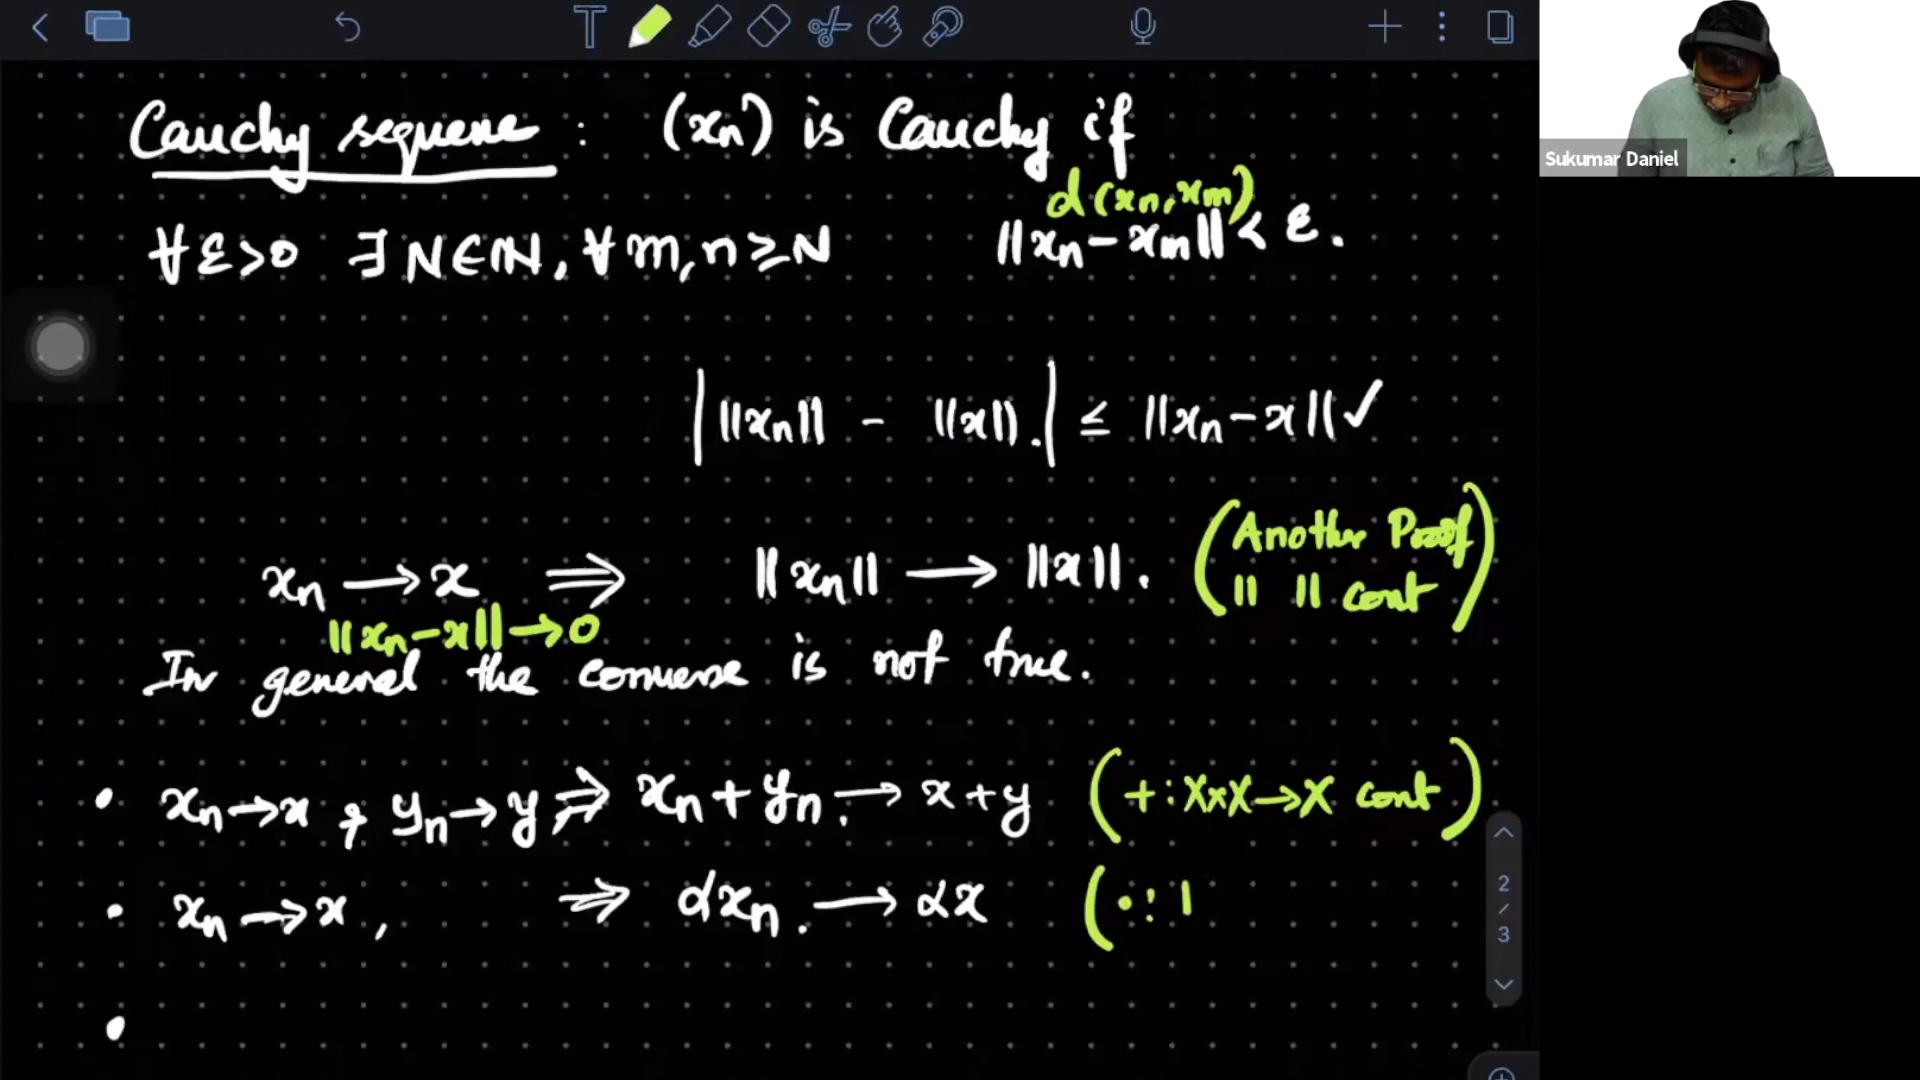 Cauchy sequene : (xn) is Cauchy if
d(xn, xm)
∀ε>0 ∃N∈ℕ, ∀m,n≥N ||xn-xm|| < ε.
| ||xn|| - ||x||. | ≤ ||xn-x|| ✓
(Another Proof
xn → x ⇒ ||xn|| → ||x||. || || cont)
||xn-x|| → 0
In general the converse is not true.
• xn→x, yn→y ⇒ xn+yn. → x+y (+:X×X→X cont)
• xn→x, ⇒ αxn. → αx (•:|
•
Sukumar Daniel
2
/
3